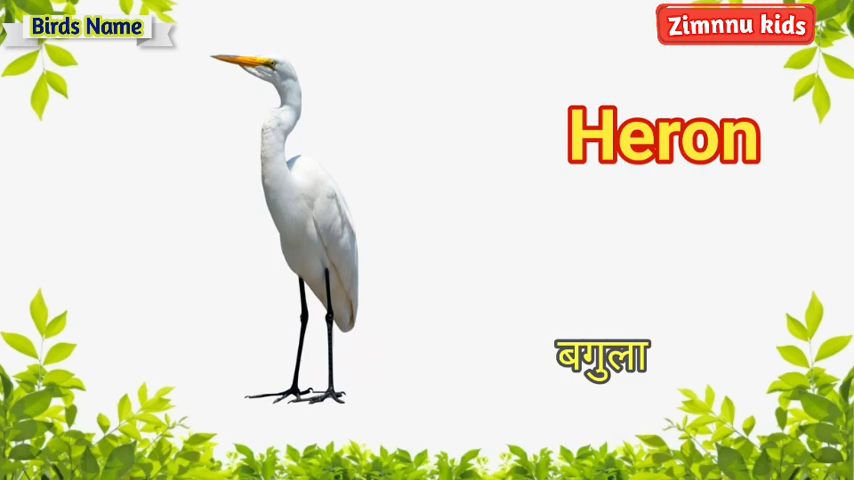 Birds Name
Zimnnu kids
Heron
बगुला